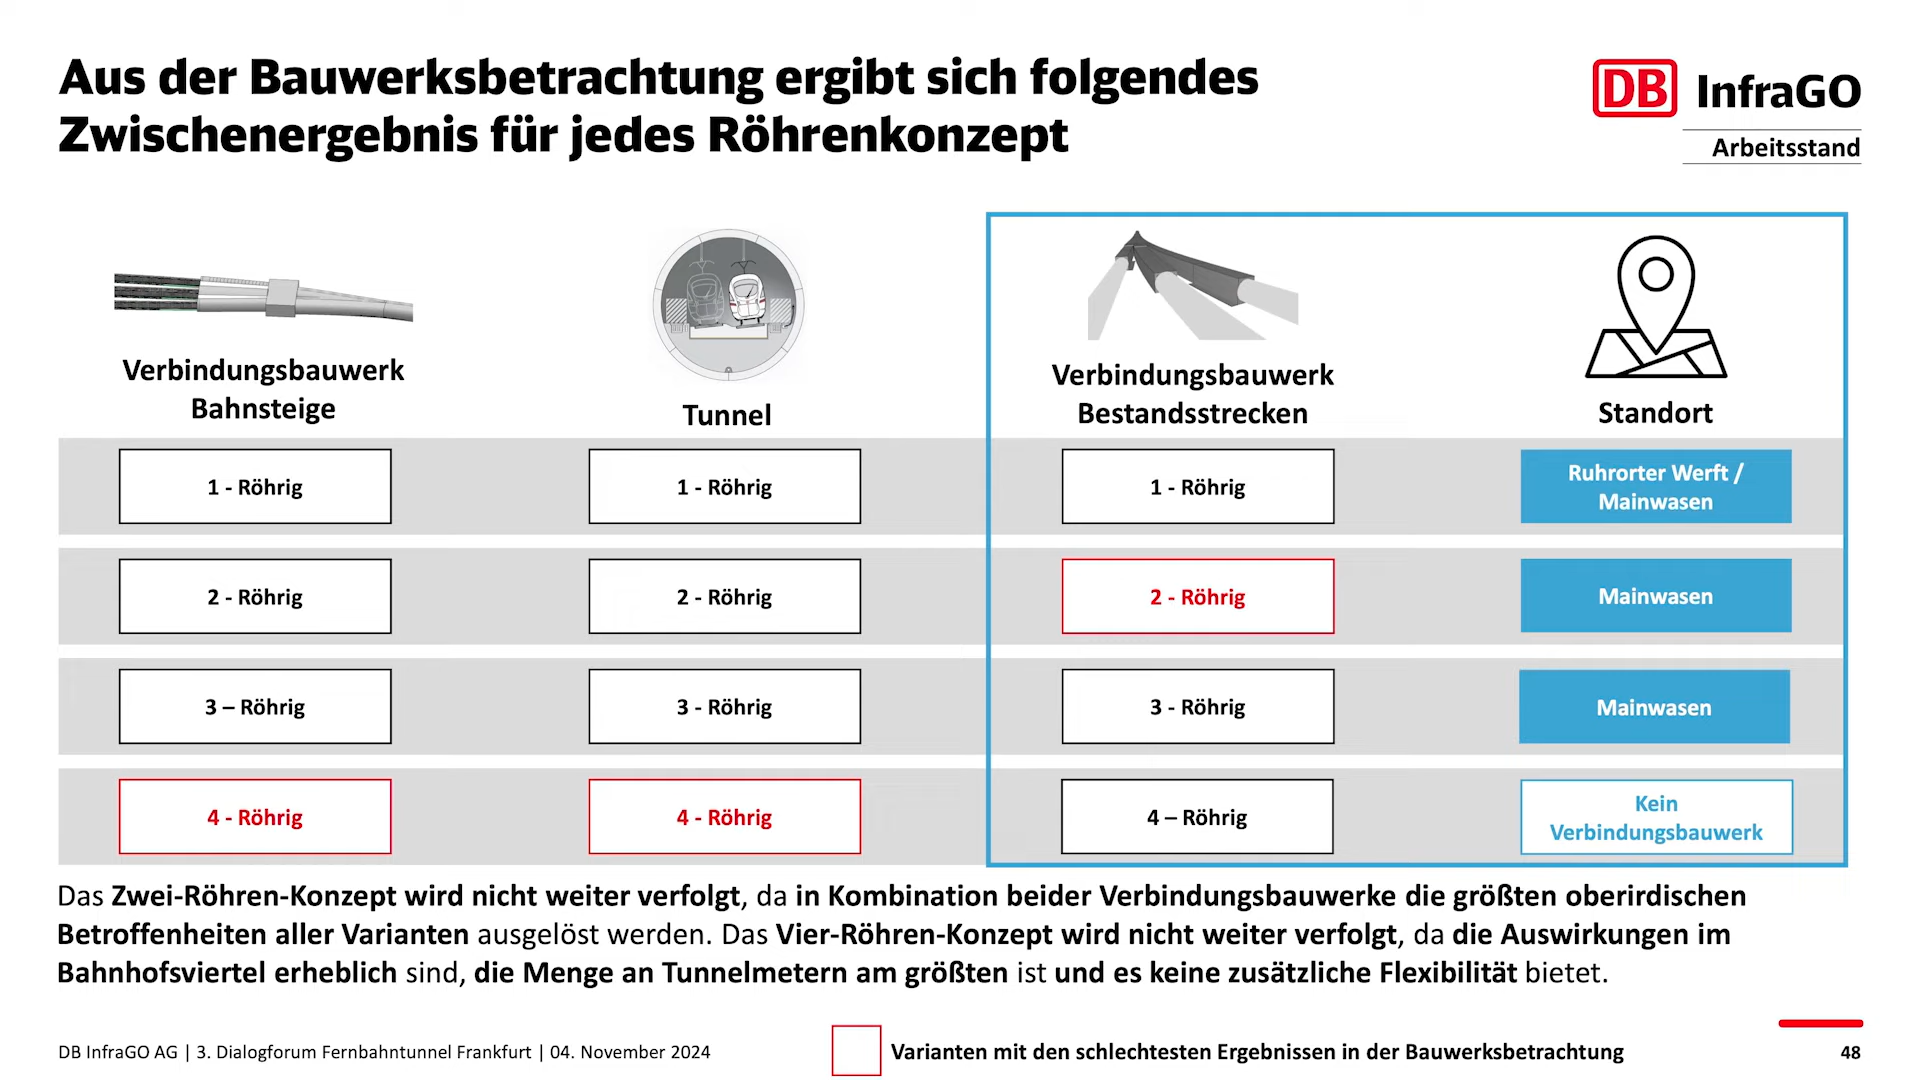 Aus der Bauwerksbetrachtung ergibt sich folgendes
Zwischenergebnis für jedes Röhrenkonzept
DB InfraGO
Arbeitsstand
Verbindungsbauwerk
Bahnsteige
Tunnel
Verbindungsbauwerk
Bestandsstrecken
Standort
1 - Röhrig
1 - Röhrig
1 - Röhrig
Ruhrorter Werft /
Mainwasen
2 - Röhrig
2 - Röhrig
2 - Röhrig
Mainwasen
3 – Röhrig
3 - Röhrig
3 - Röhrig
Mainwasen
4 - Röhrig
4 - Röhrig
4 – Röhrig
Kein
Verbindungsbauwerk
Das Zwei-Röhren-Konzept wird nicht weiter verfolgt, da in Kombination beider Verbindungsbauwerke die größten oberirdischen
Betroffenheiten aller Varianten ausgelöst werden. Das Vier-Röhren-Konzept wird nicht weiter verfolgt, da die Auswirkungen im
Bahnhofsviertel erheblich sind, die Menge an Tunnelmetern am größten ist und es keine zusätzliche Flexibilität bietet.
DB InfraGO AG | 3. Dialogforum Fernbahntunnel Frankfurt | 04. November 2024
Varianten mit den schlechtesten Ergebnissen in der Bauwerksbetrachtung
48